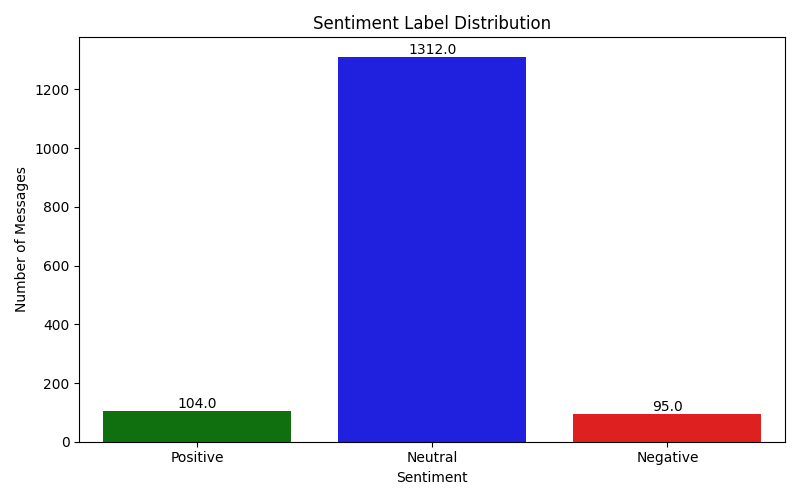 Sentiment Label Distribution
1312.0
104.0
95.0
1200
1000
800
600
400
200
0
Number of Messages
Positive
Neutral
Negative
Sentiment